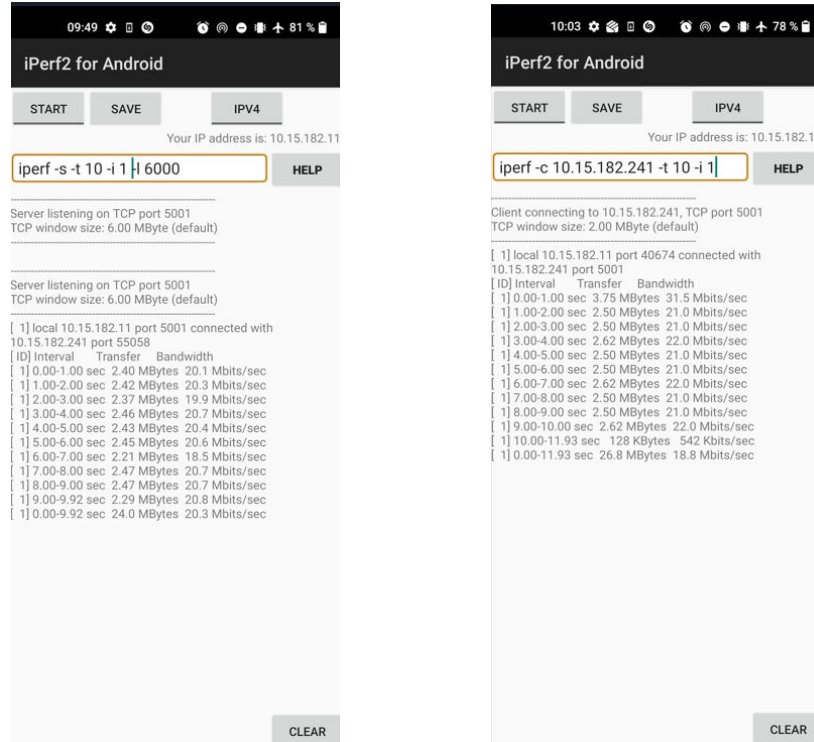 09:49 81 %
iPerf2 for Android
START SAVE IPV4
Your IP address is: 10.15.182.11
iperf -s -t 10 -i 1 -l 6000 HELP
------------------------------------------------------------
Server listening on TCP port 5001
TCP window size: 6.00 MByte (default)
------------------------------------------------------------
------------------------------------------------------------
Server listening on TCP port 5001
TCP window size: 6.00 MByte (default)
------------------------------------------------------------
[ 1] local 10.15.182.11 port 5001 connected with
10.15.182.241 port 55058
[ ID] Interval Transfer Bandwidth
[ 1] 0.00-1.00 sec 2.40 MBytes 20.1 Mbits/sec
[ 1] 1.00-2.00 sec 2.42 MBytes 20.3 Mbits/sec
[ 1] 2.00-3.00 sec 2.37 MBytes 19.9 Mbits/sec
[ 1] 3.00-4.00 sec 2.46 MBytes 20.7 Mbits/sec
[ 1] 4.00-5.00 sec 2.43 MBytes 20.4 Mbits/sec
[ 1] 5.00-6.00 sec 2.45 MBytes 20.6 Mbits/sec
[ 1] 6.00-7.00 sec 2.21 MBytes 18.5 Mbits/sec
[ 1] 7.00-8.00 sec 2.47 MBytes 20.7 Mbits/sec
[ 1] 8.00-9.00 sec 2.47 MBytes 20.7 Mbits/sec
[ 1] 9.00-9.92 sec 2.29 MBytes 20.8 Mbits/sec
[ 1] 0.00-9.92 sec 24.0 MBytes 20.3 Mbits/sec
CLEAR
10:03 78 %
iPerf2 for Android
START SAVE IPV4
Your IP address is: 10.15.182.1
iperf -c 10.15.182.241 -t 10 -i 1 HELP
------------------------------------------------------------
Client connecting to 10.15.182.241, TCP port 5001
TCP window size: 2.00 MByte (default)
------------------------------------------------------------
[ 1] local 10.15.182.11 port 40674 connected with
10.15.182.241 port 5001
[ ID] Interval Transfer Bandwidth
[ 1] 0.00-1.00 sec 3.75 MBytes 31.5 Mbits/sec
[ 1] 1.00-2.00 sec 2.50 MBytes 21.0 Mbits/sec
[ 1] 2.00-3.00 sec 2.50 MBytes 21.0 Mbits/sec
[ 1] 3.00-4.00 sec 2.62 MBytes 22.0 Mbits/sec
[ 1] 4.00-5.00 sec 2.50 MBytes 21.0 Mbits/sec
[ 1] 5.00-6.00 sec 2.50 MBytes 21.0 Mbits/sec
[ 1] 6.00-7.00 sec 2.62 MBytes 22.0 Mbits/sec
[ 1] 7.00-8.00 sec 2.50 MBytes 21.0 Mbits/sec
[ 1] 8.00-9.00 sec 2.50 MBytes 21.0 Mbits/sec
[ 1] 9.00-10.00 sec 2.62 MBytes 22.0 Mbits/sec
[ 1] 10.00-11.93 sec 128 KBytes 542 Kbits/sec
[ 1] 0.00-11.93 sec 26.8 MBytes 18.8 Mbits/sec
CLEAR